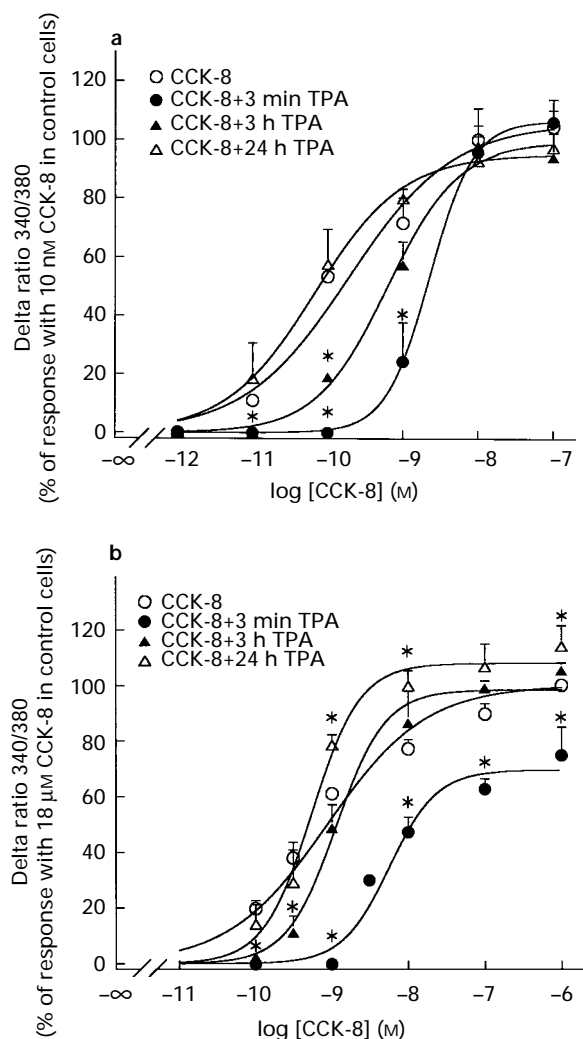 a
CCK-8
CCK-8+3 min TPA
CCK-8+3 h TPA
CCK-8+24 h TPA
Delta ratio 340/380
(% of response with 10 nM CCK-8 in control cells)
120
100
80
60
40
20
0
* * * * *
–∞ –12 –11 –10 –9 –8 –7
log [CCK-8] (M)
b
CCK-8
CCK-8+3 min TPA
CCK-8+3 h TPA
CCK-8+24 h TPA
Delta ratio 340/380
(% of response with 18 μM CCK-8 in control cells)
120
100
80
60
40
20
0
* * * * * * * * *
–∞ –11 –10 –9 –8 –7 –6
log [CCK-8] (M)